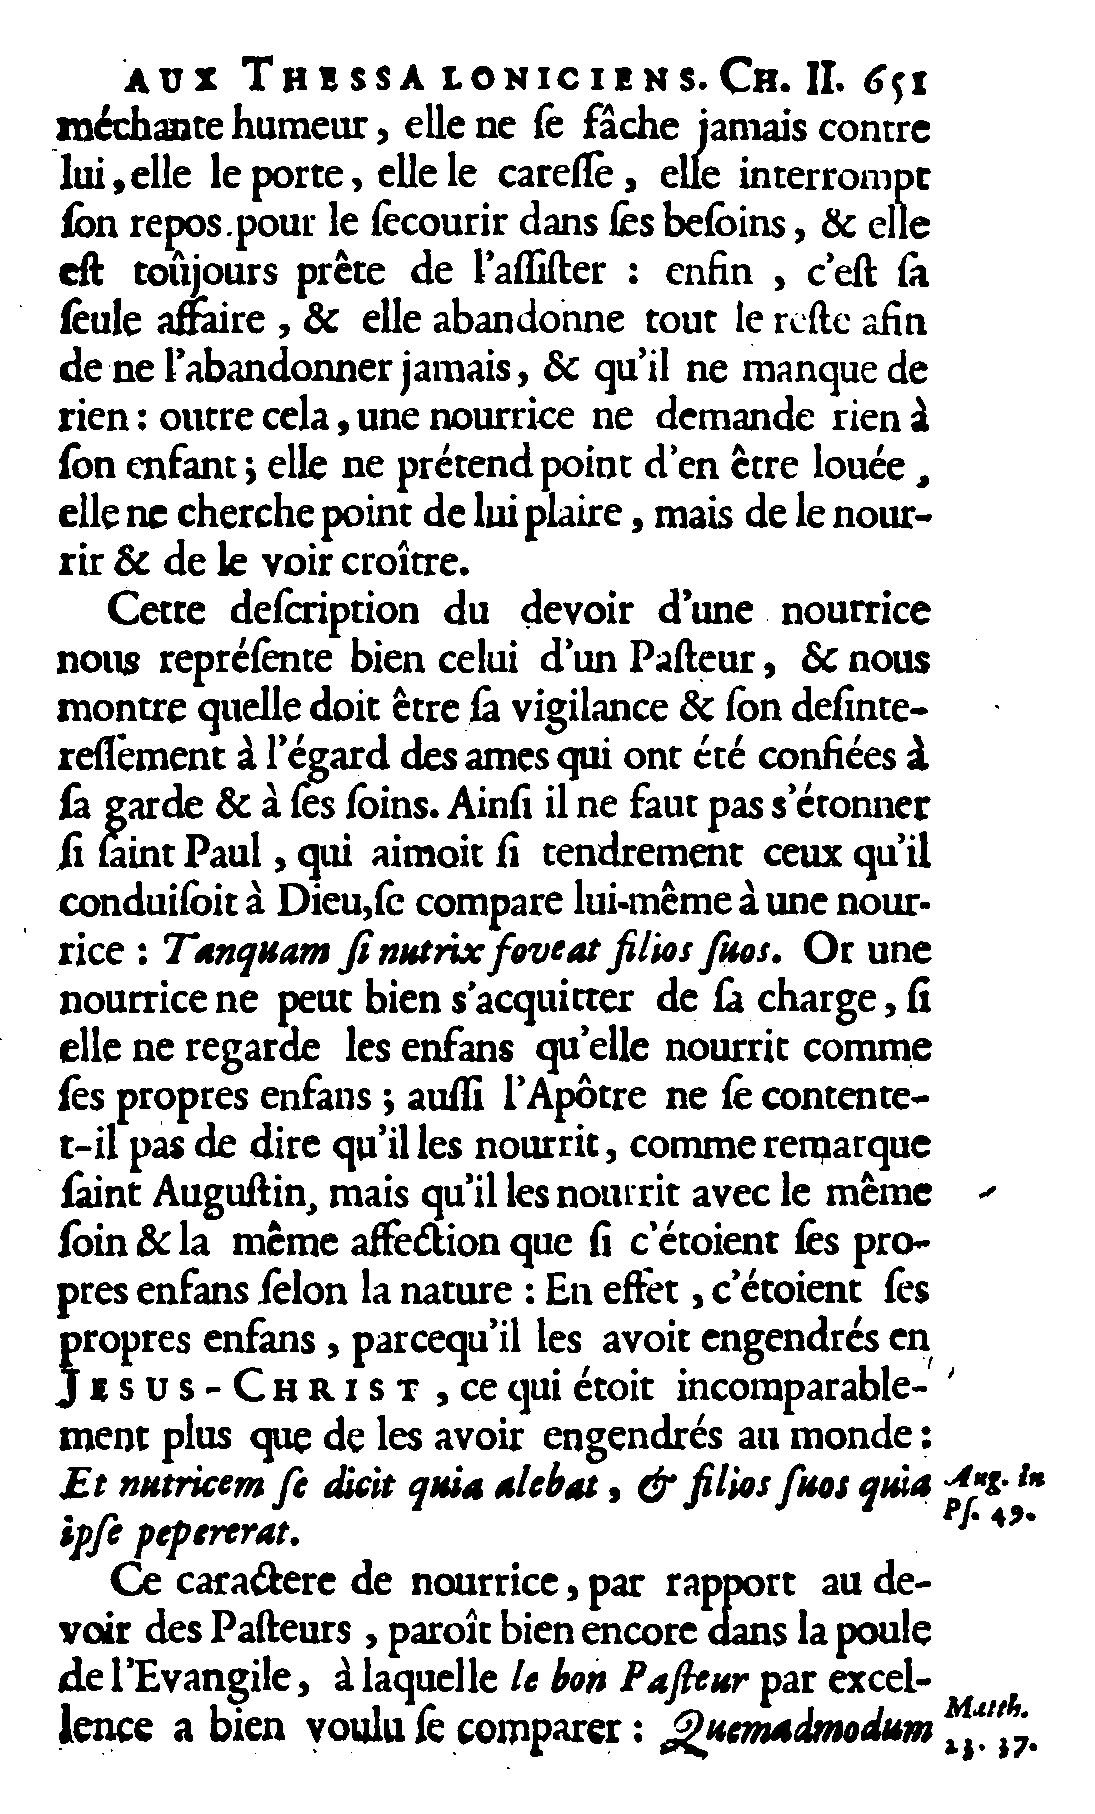 AUX THESSALONICIENS. CH. II. 651
méchante humeur, elle ne ſe fâche jamais contre
lui, elle le porte, elle le careſſe, elle interrompt
ſon repos pour le ſecourir dans ſes beſoins, & elle
eſt toûjours prête de l'aſſiſter : enfin, c'eſt ſa
ſeule affaire, & elle abandonne tout le reſte afin
de ne l'abandonner jamais, & qu'il ne manque de
rien : outre cela, une nourrice ne demande rien à
ſon enfant ; elle ne prétend point d'en être louée,
elle ne cherche point de lui plaire, mais de le nour-
rir & de le voir croître.
Cette deſcription du devoir d'une nourrice
nous repréſente bien celui d'un Paſteur, & nous
montre quelle doit être ſa vigilance & ſon deſinte-
reſſement à l'égard des ames qui ont été confiées à
ſa garde & à ſes ſoins. Ainſi il ne faut pas s'étonner
ſi ſaint Paul, qui aimoit ſi tendrement ceux qu'il
conduiſoit à Dieu, ſe compare lui-même à une nour-
rice : Tanquam ſi nutrix foveat filios ſuos. Or une
nourrice ne peut bien s'acquitter de ſa charge, ſi
elle ne regarde les enfans qu'elle nourrit comme
ſes propres enfans ; auſſi l'Apôtre ne ſe contente-
t-il pas de dire qu'il les nourrit, comme remarque
ſaint Auguſtin, mais qu'il les nourrit avec le même
ſoin & la même affection que ſi c'étoient ſes pro-
pres enfans ſelon la nature : En effet, c'étoient ſes
propres enfans, parcequ'il les avoit engendrés en
JESUS-CHRIST, ce qui étoit incomparable-
ment plus que de les avoir engendrés au monde :
Et nutricem ſe dicit quia alebat, & filios ſuos quia
ipſe pepererat.
Aug. in
Pſ. 49.
Ce caractere de nourrice, par rapport au de-
voir des Paſteurs, paroît bien encore dans la poule
de l'Evangile, à laquelle le bon Paſteur par excel-
lence a bien voulu ſe comparer : Quemadmodum
Matth.
23. 37.